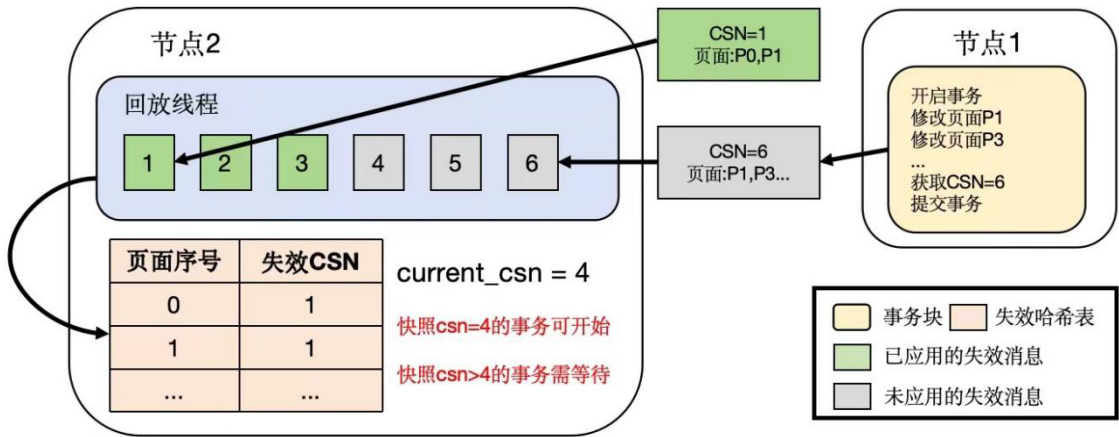 节点2
回放线程
1 2 3 4 5 6
CSN=1
页面:P0,P1
CSN=6
页面:P1,P3...
节点1
开启事务
修改页面P1
修改页面P3
...
获取CSN=6
提交事务
页面序号 失效CSN
0 1
1 1
... ...
current_csn = 4
快照csn=4的事务可开始
快照csn>4的事务需等待
事务块 失效哈希表
已应用的失效消息
未应用的失效消息